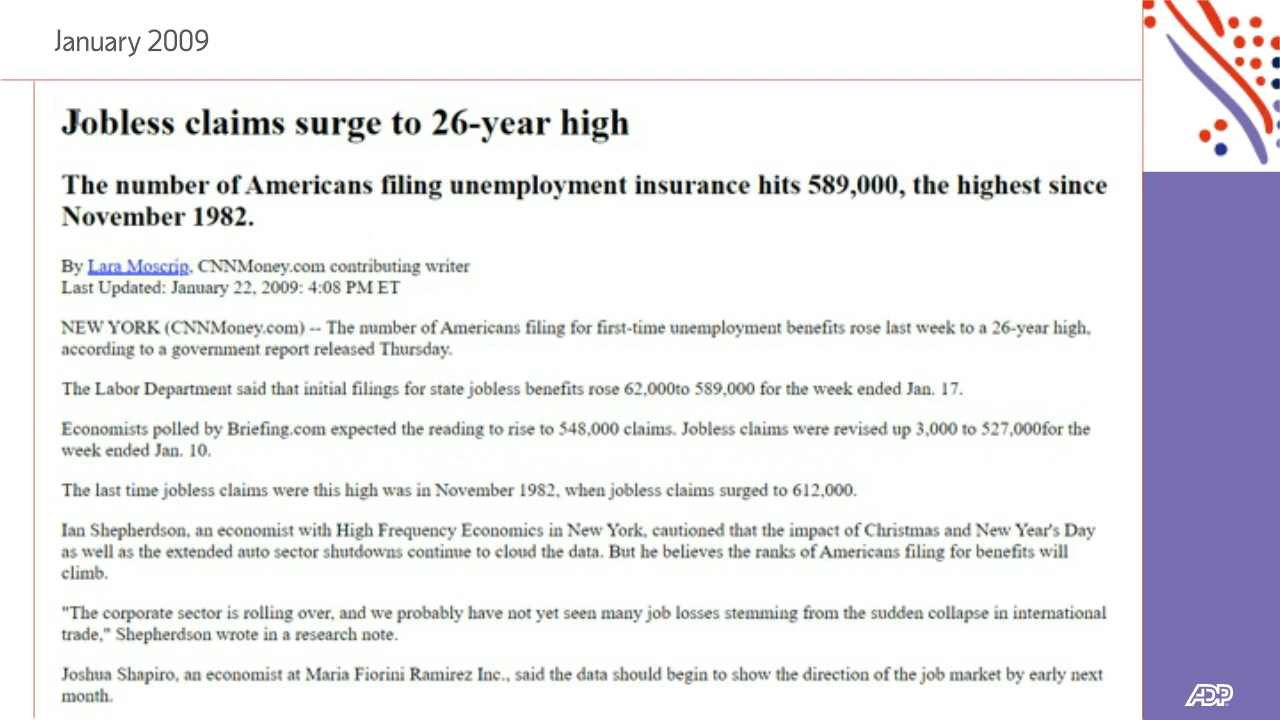 January 2009
Jobless claims surge to 26-year high
The number of Americans filing unemployment insurance hits 589,000, the highest since
November 1982.
By Lara Moscrip, CNNMoney.com contributing writer
Last Updated: January 22, 2009: 4:08 PM ET
NEW YORK (CNNMoney.com) -- The number of Americans filing for first-time unemployment benefits rose last week to a 26-year high,
according to a government report released Thursday.
The Labor Department said that initial filings for state jobless benefits rose 62,000to 589,000 for the week ended Jan. 17.
Economists polled by Briefing.com expected the reading to rise to 548,000 claims. Jobless claims were revised up 3,000 to 527,000for the
week ended Jan. 10.
The last time jobless claims were this high was in November 1982, when jobless claims surged to 612,000.
Ian Shepherdson, an economist with High Frequency Economics in New York, cautioned that the impact of Christmas and New Year's Day
as well as the extended auto sector shutdowns continue to cloud the data. But he believes the ranks of Americans filing for benefits will
climb.
"The corporate sector is rolling over, and we probably have not yet seen many job losses stemming from the sudden collapse in international
trade," Shepherdson wrote in a research note.
Joshua Shapiro, an economist at Maria Fiorini Ramirez Inc., said the data should begin to show the direction of the job market by early next
month.
ADP